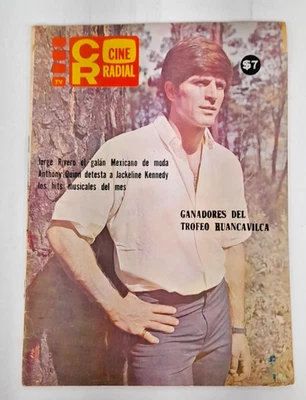 TV
CR
CINE
RADIAL
$7
Jorge Rivero el galán Mexicano de moda
Anthony Quinn detesta a Jackeline Kennedy
los hits musicales del mes
GANADORES DEL
TROFEO HUANCAVILCA